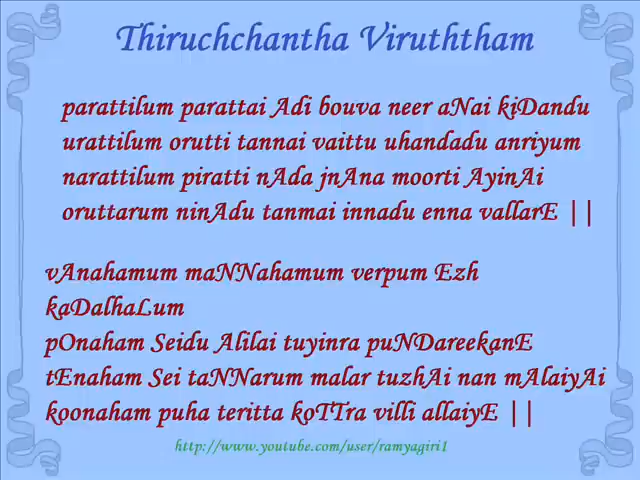 Thiruchchantha Viruththam
parattilum parattai Adi bouva neer aNai kiDandu
urattilum orutti tannai vaittu uhandadu anriyum
narattilum piratti nAda jnAna moorti AyinAi
oruttarum ninAdu tanmai innadu enna vallarE ||
vAnahamum maNNahamum verpum Ezh
kaDalhaLum
pOnaham Seidu Alilai tuyinra puNDareekanE
tEnaham Sei taNNarum malar tuzhAi nan mAlaiyAi
koonaham puha teritta koTTra villi allaiyE ||
http://www.youtube.com/user/ramyagiri1